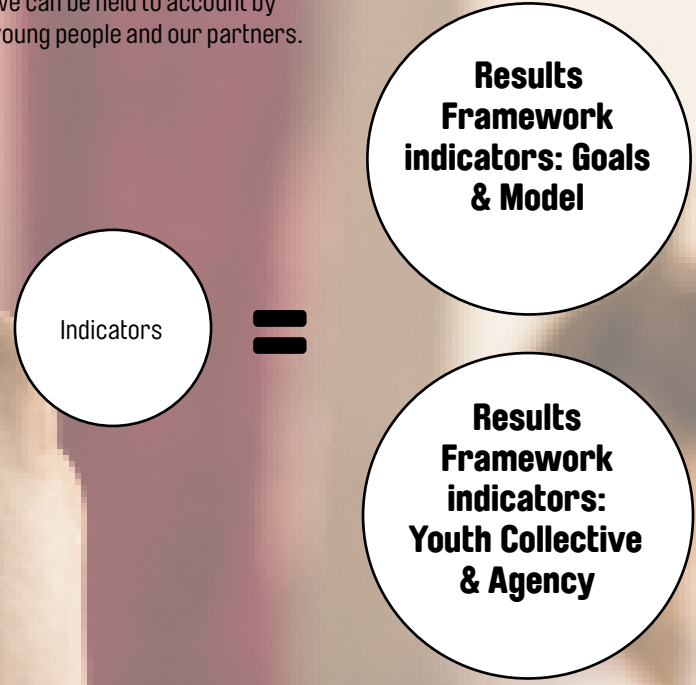 we can be held to account by
young people and our partners.
Results
Framework
indicators: Goals
& Model
Indicators
=
Results
Framework
indicators:
Youth Collective
& Agency